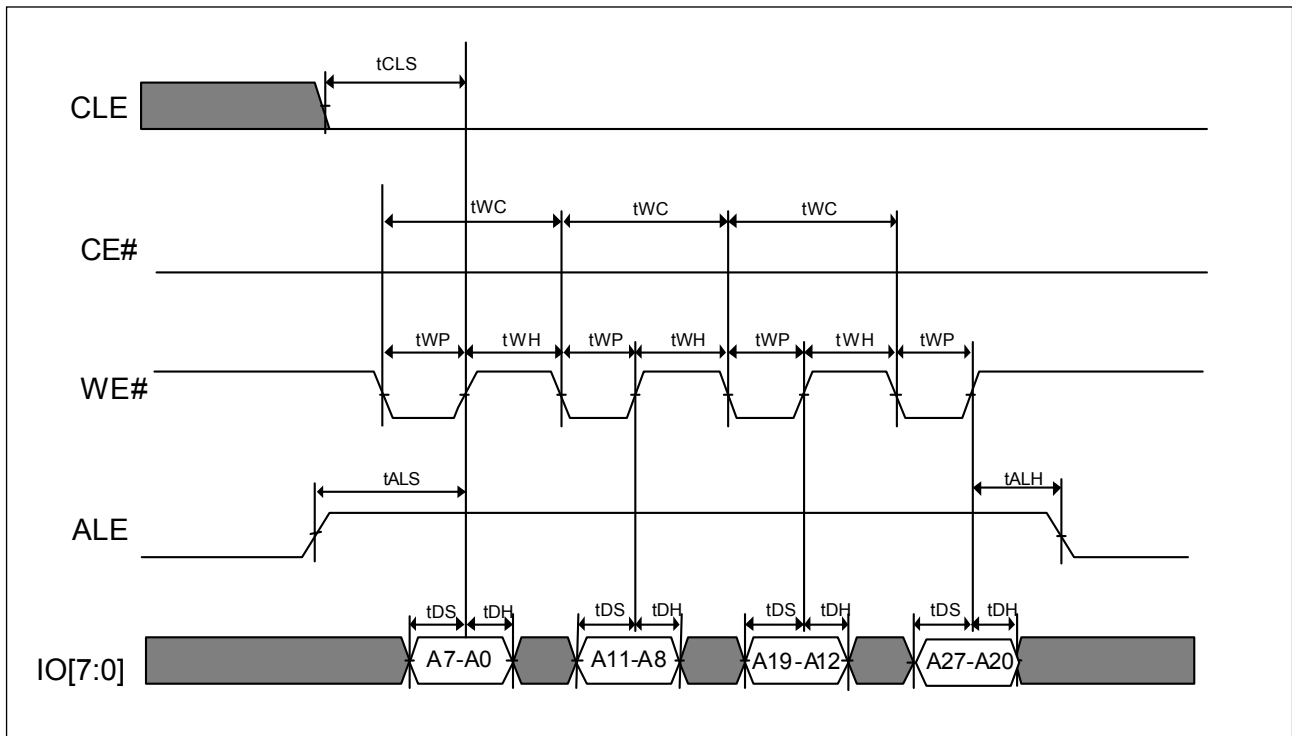 tCLS
CLE
tWC tWC tWC
CE#
tWP tWH tWP tWH tWP tWH tWP
WE#
tALS tALH
ALE
tDS tDH tDS tDH tDS tDH tDS tDH
IO[7:0] A7-A0 A11-A8 A19-A12 A27-A20